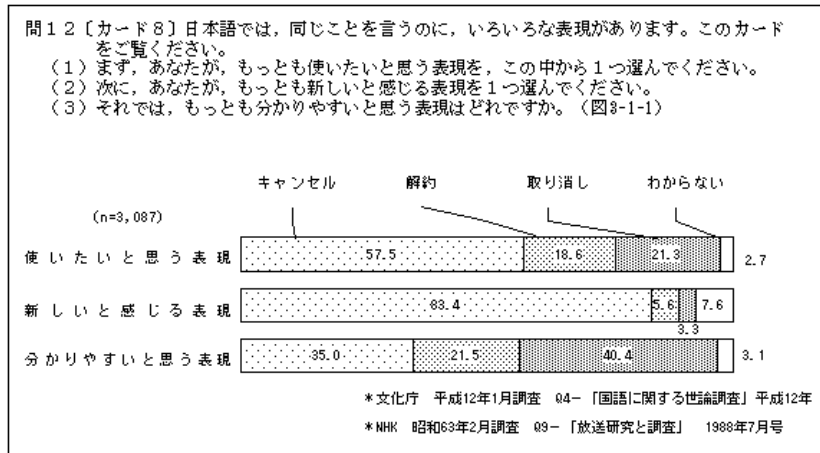 問１２〔カード８〕日本語では，同じことを言うのに，いろいろな表現があります。このカード
をご覧ください。
（１）まず，あなたが，もっとも使いたいと思う表現を，この中から１つ選んでください。
（２）次に，あなたが，もっとも新しいと感じる表現を１つ選んでください。
（３）それでは，もっとも分かりやすいと思う表現はどれですか。（図3-1-1）
キャンセル 解約 取り消し わからない
(n=3,087)
使いたいと思う表現 57.5 18.6 21.3 2.7
新しいと感じる表現 83.4 5.6 7.6
3.3
分かりやすいと思う表現 35.0 21.5 40.4 3.1
＊文化庁 平成12年1月調査 Q4−「国語に関する世論調査」平成12年
＊NHK 昭和63年2月調査 Q9−「放送研究と調査」 1988年7月号